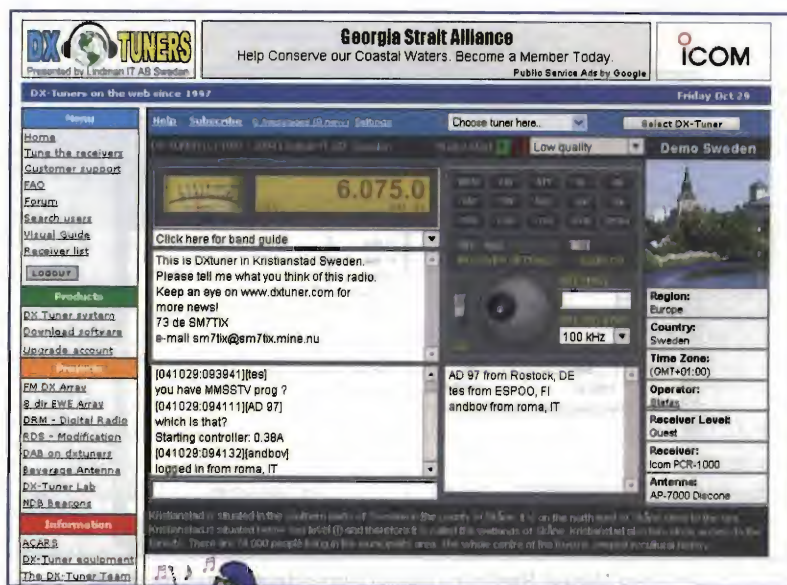 DX TUNERS
Presented by Lindman IT AB Sweden
Georgia Strait Alliance
Help Conserve our Coastal Waters. Become a Member Today.
Public Service Ads by Google
ICOM
DX-Tuners on the web since 1997
Friday Oct 29
Menu
Home
Tune the receivers
Customer support
FAQ
Forum
Search users
Visual Guide
Receiver list
LOGOUT
Products
DX Tuner system
Download software
Upgrade account
Projects
FM DX Array
8 dir EWE Array
DRM - Digital Radio
RDS - Modification
DAB on dxtuners
Beverage Antenna
DX-Tuner Lab
NDB Beacons
Information
ACARS
DX-Tuner equipment
The DX-Tuner Team
Help Subscribe Settings
Choose tuner here..
Select DX-Tuner
Low quality
Demo Sweden
6.075.0
Click here for band guide
This is DXtuner in Kristianstad Sweden.
Please tell me what you think of this radio.
Keep an eye on www.dxtuner.com for
more news!
73 de SM7TIX
e-mail sm7tix@sm7tix.mine.nu
100 kHz
[041029:093941][tes]
you have MMSSTV prog ?
[041029:094111][AD 97]
which is that?
Starting controller: 0.38A
[041029:094132][andbov]
logged in from roma, IT
AD 97 from Rostock, DE
tes from ESPOO, FI
andbov from roma, IT
Region:
Europe
Country:
Sweden
Time Zone:
(GMT+01:00)
Operator:
Stefan
Receiver Level:
Guest
Receiver:
Icom PCR-1000
Antenna:
AP-7000 Discone